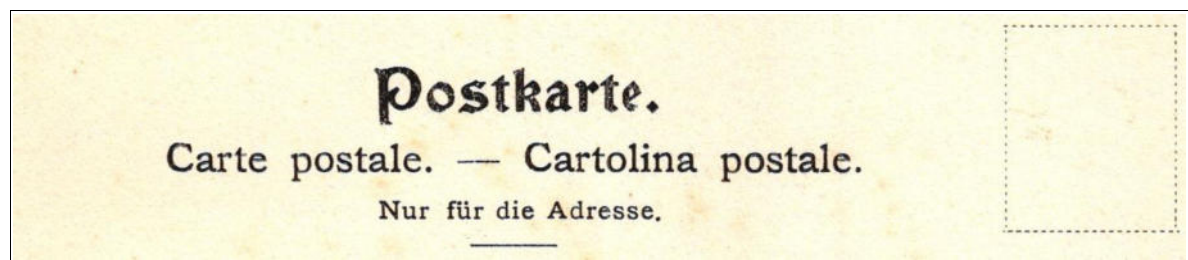 Postkarte.
Carte postale. — Cartolina postale.
Nur für die Adresse.